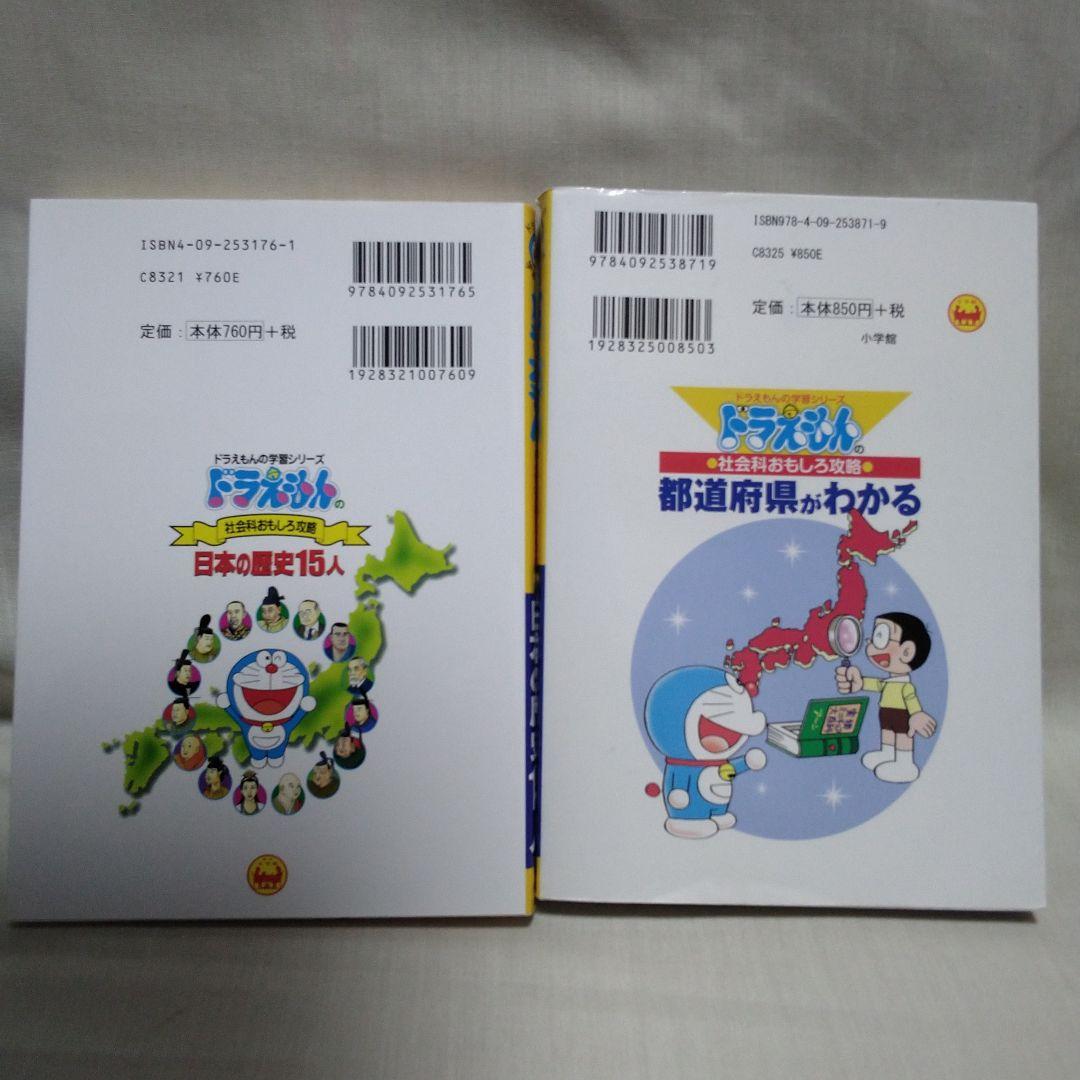 ISBN4-09-253176-1
C8321 ¥760E
定価：本体760円＋税
9784092531765
1928321007609
ドラえもんの学習シリーズ
ドラえもんの
社会科おもしろ攻略
日本の歴史15人
9784092538719
1928325008503
ISBN978-4-09-253871-9
C8325 ¥850E
定価：本体850円＋税
小学館
ドラえもんの学習シリーズ
ドラえもんの
●社会科おもしろ攻略●
都道府県がわかる